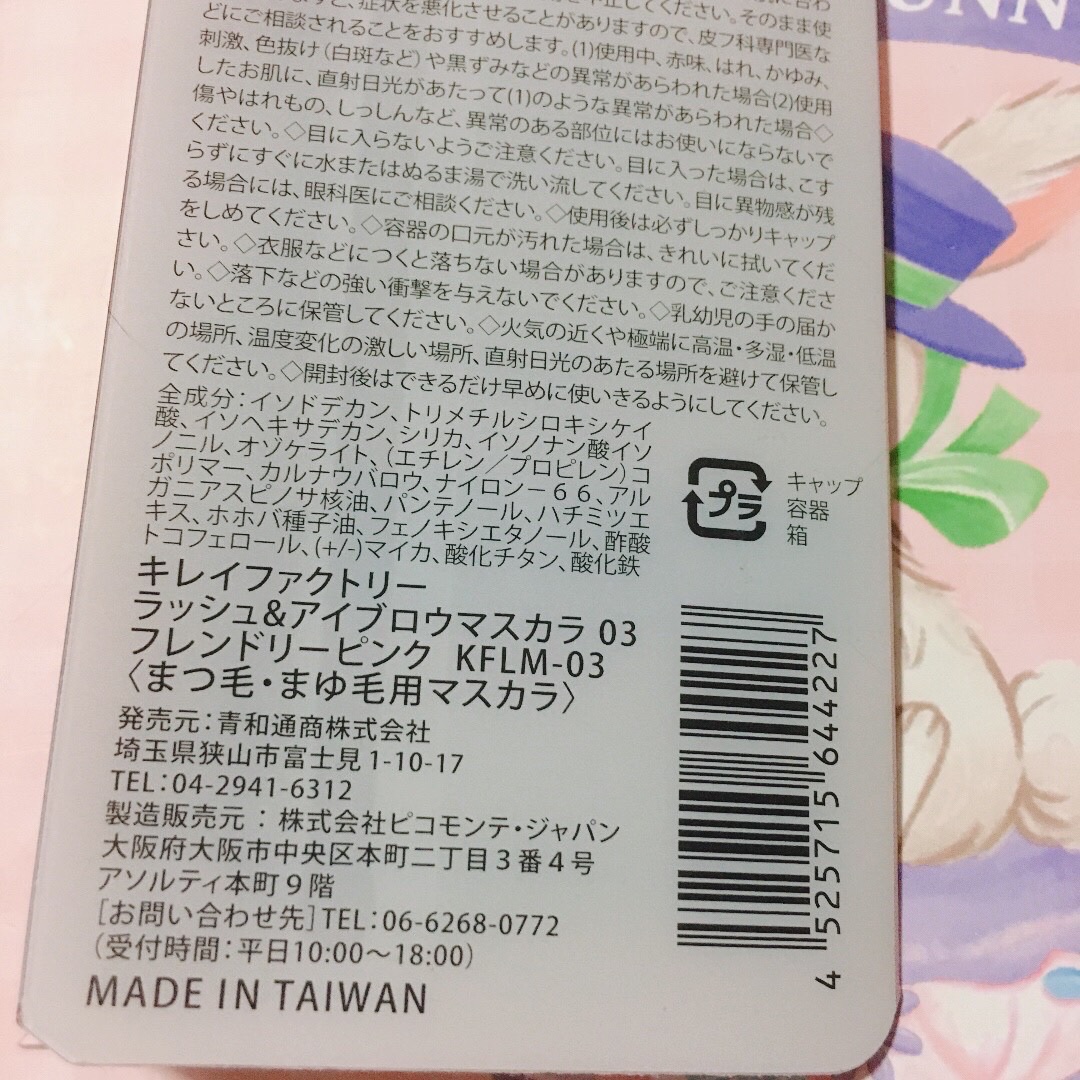 ますと、症状を悪化させることがありますので、皮フ科専門医な
どにご相談されることをおすすめします。(1)使用中、赤味、はれ、かゆみ、
刺激、色抜け(白斑など)や黒ずみなどの異常があらわれた場合(2)使用
したお肌に、直射日光があたって(1)のような異常があらわれた場合◇
傷やはれもの、しっしんなど、異常のある部位にはお使いにならないで
ください。◇目に入らないようご注意ください。目に入った場合は、こす
らずにすぐに水またはぬるま湯で洗い流してください。目に異物感が残
る場合には、眼科医にご相談ください。◇使用後は必ずしっかりキャップ
をしめてください。◇容器の口元が汚れた場合は、きれいに拭いてくだ
さい。◇衣服などにつくと落ちない場合がありますので、ご注意くださ
い。◇落下などの強い衝撃を与えないでください。◇乳幼児の手の届か
ないところに保管してください。◇火気の近くや極端に高温・多湿・低温
の場所、温度変化の激しい場所、直射日光のあたる場所を避けて保管し
てください。◇開封後はできるだけ早めに使いきるようにしてください。
全成分:イソドデカン、トリメチルシロキシケイ
酸、イソヘキサデカン、シリカ、イソノナン酸イソ
ノニル、オゾケライト、(エチレン/プロピレン)コ
ポリマー、カルナウバロウ、ナイロン-66、アル
ガニアスピノサ核油、パンテノール、ハチミツエ
キス、ホホバ種子油、フェノキシエタノール、酢酸
トコフェロール、(+/-)マイカ、酸化チタン、酸化鉄
プラ
キャップ
容器
箱
キレイファクトリー
ラッシュ&アイブロウマスカラ 03
フレンドリーピンク KFLM-03
〈まつ毛・まゆ毛用マスカラ〉
発売元:青和通商株式会社
埼玉県狭山市富士見1-10-17
TEL:04-2941-6312
製造販売元:株式会社ピコモンテ・ジャパン
大阪府大阪市中央区本町二丁目3番4号
アソルティ本町9階
[お問い合わせ先]TEL:06-6268-0772
(受付時間:平日10:00〜18:00)
MADE IN TAIWAN
4 525715 644227